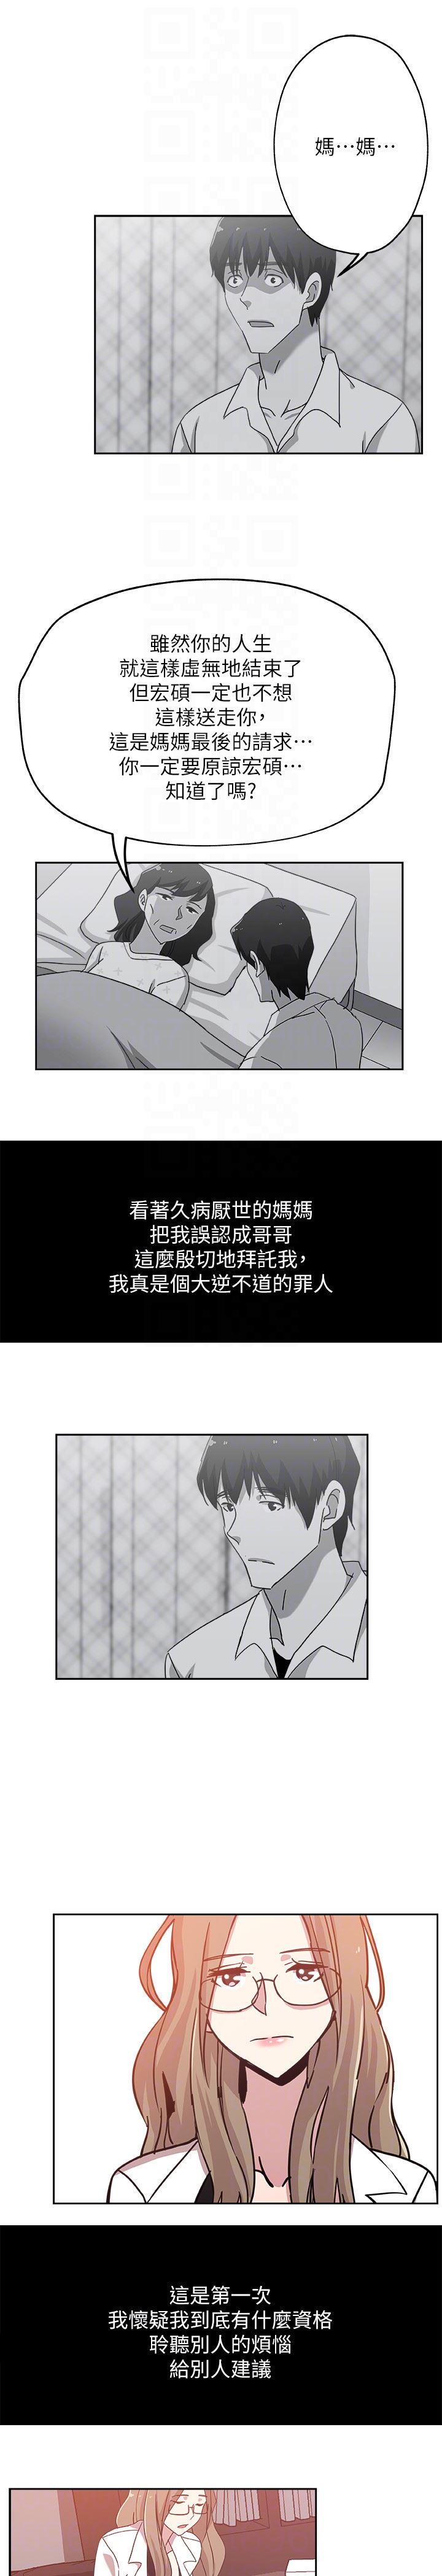 媽…媽…
雖然你的人生
就這樣虛無地結束了
但宏碩一定也不想
這樣送走你,
這是媽媽最後的請求…
你一定要原諒宏碩…
知道了嗎?
看著久病厭世的媽媽
把我誤認成哥哥
這麼殷切地拜託我,
我真是個大逆不道的罪人
這是第一次
我懷疑我到底有什麼資格
聆聽別人的煩惱
給別人建議